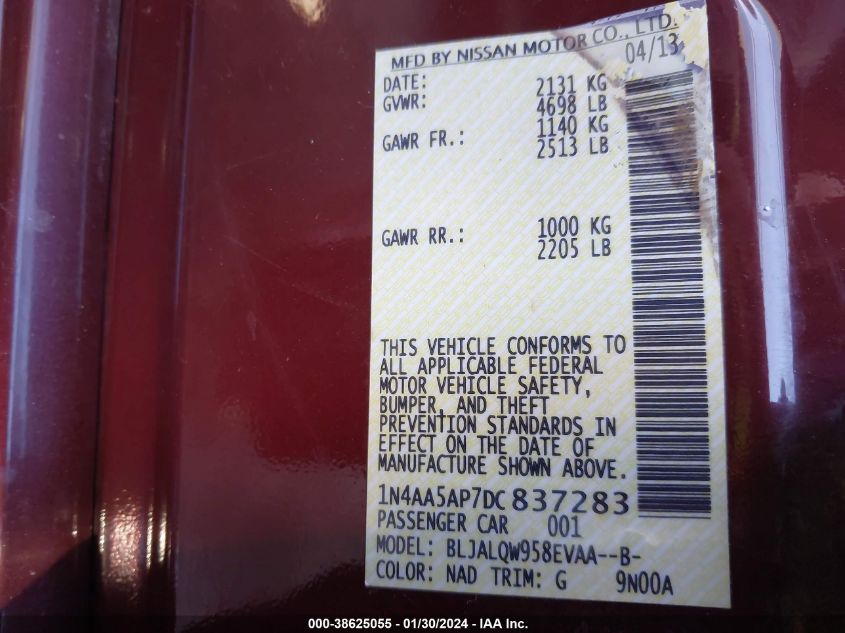 MFD BY NISSAN MOTOR CO., LTD.
DATE: 04/13
GVWR: 2131 KG
4698 LB
GAWR FR.: 1140 KG
2513 LB
GAWR RR.: 1000 KG
2205 LB
THIS VEHICLE CONFORMS TO
ALL APPLICABLE FEDERAL
MOTOR VEHICLE SAFETY,
BUMPER, AND THEFT
PREVENTION STANDARDS IN
EFFECT ON THE DATE OF
MANUFACTURE SHOWN ABOVE.
1N4AA5AP7DC837283
PASSENGER CAR 001
MODEL: BLJALQW958EVAA--B-
COLOR: NAD TRIM: G 9N00A
000-38625055 - 01/30/2024 - IAA Inc.